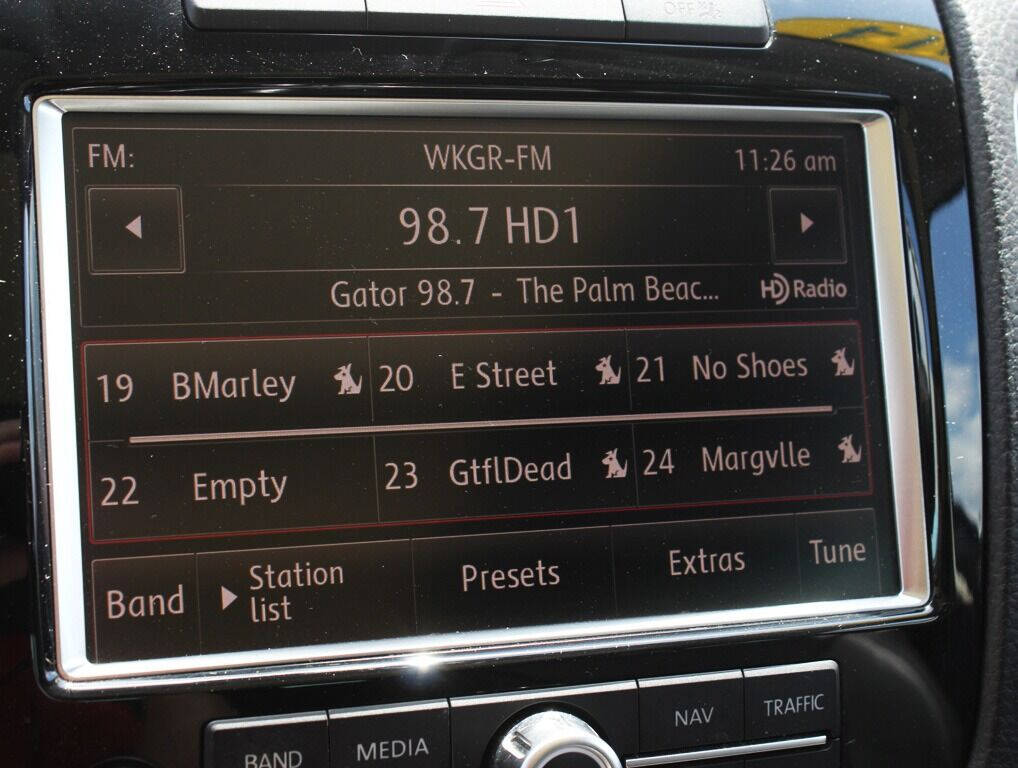 OFF
FM: WKGR-FM 11:26 am
98.7 HD1
Gator 98.7 - The Palm Beac... HD Radio
19 BMarley 20 E Street 21 No Shoes
22 Empty 23 GtflDead 24 Margvlle
Band Station list Presets Extras Tune
BAND MEDIA NAV TRAFFIC